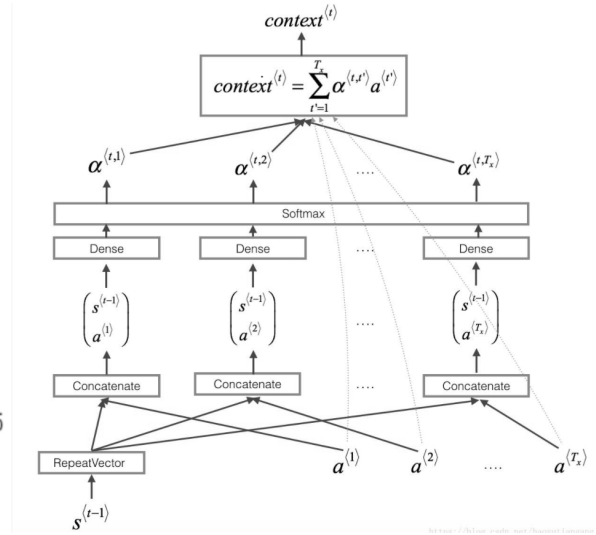 context^⟨t⟩
context^⟨t⟩ = ∑_{t'=1}^{T_x} α^⟨t,t'⟩ a^⟨t'⟩
α^⟨t,1⟩ α^⟨t,2⟩ .... α^⟨t,T_x⟩
Softmax
Dense Dense .... Dense
s^⟨t-1⟩ s^⟨t-1⟩ s^⟨t-1⟩
....
a^⟨1⟩ a^⟨2⟩ a^⟨T_x⟩
Concatenate Concatenate .... Concatenate
RepeatVector a^⟨1⟩ a^⟨2⟩ .... a^⟨T_x⟩
s^⟨t-1⟩